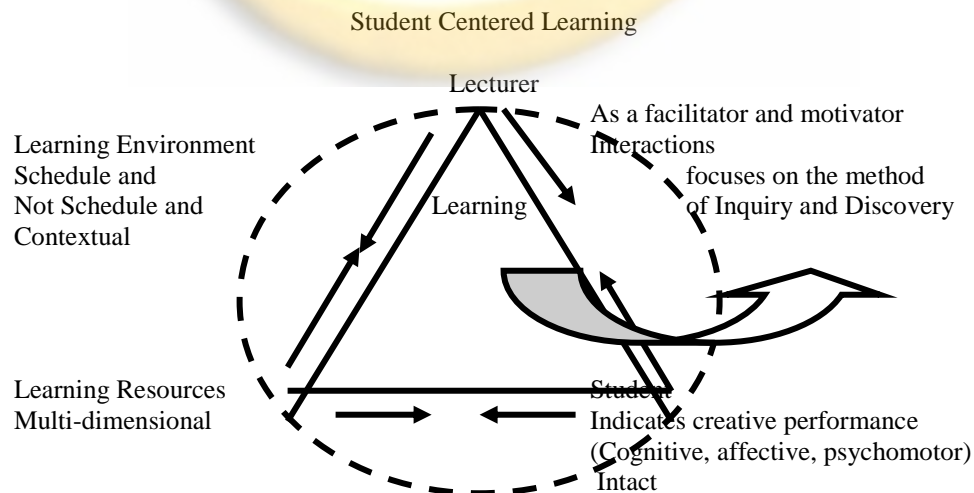 Student Centered Learning
Lecturer
As a facilitator and motivator
Interactions
focuses on the method
of Inquiry and Discovery
Learning Environment
Schedule and
Not Schedule and
Contextual
Learning
Learning Resources
Multi-dimensional
Student
Indicates creative performance
(Cognitive, affective, psychomotor)
Intact